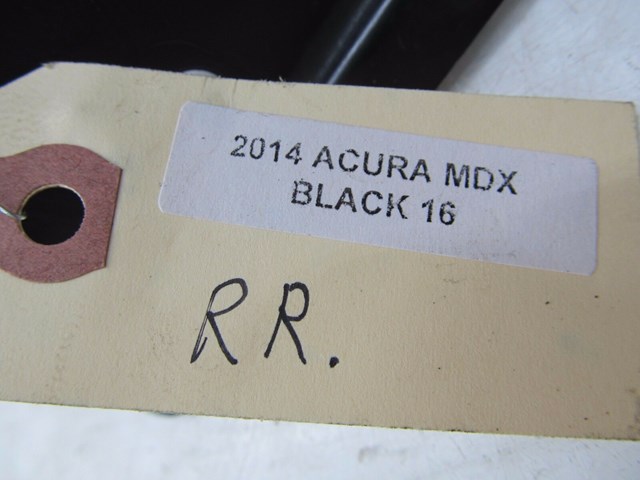 2014 ACURA MDX
BLACK 16
RR.